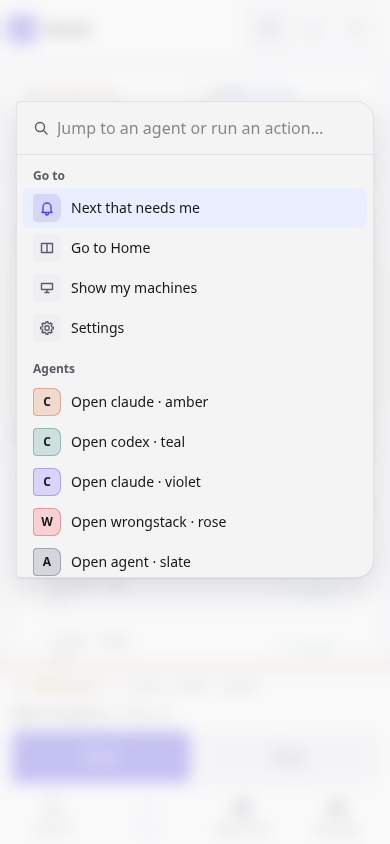 Jump to an agent or run an action...
Go to
Next that needs me
Go to Home
Show my machines
Settings
Agents
C Open claude · amber
C Open codex · teal
C Open claude · violet
W Open wrongstack · rose
A Open agent · slate